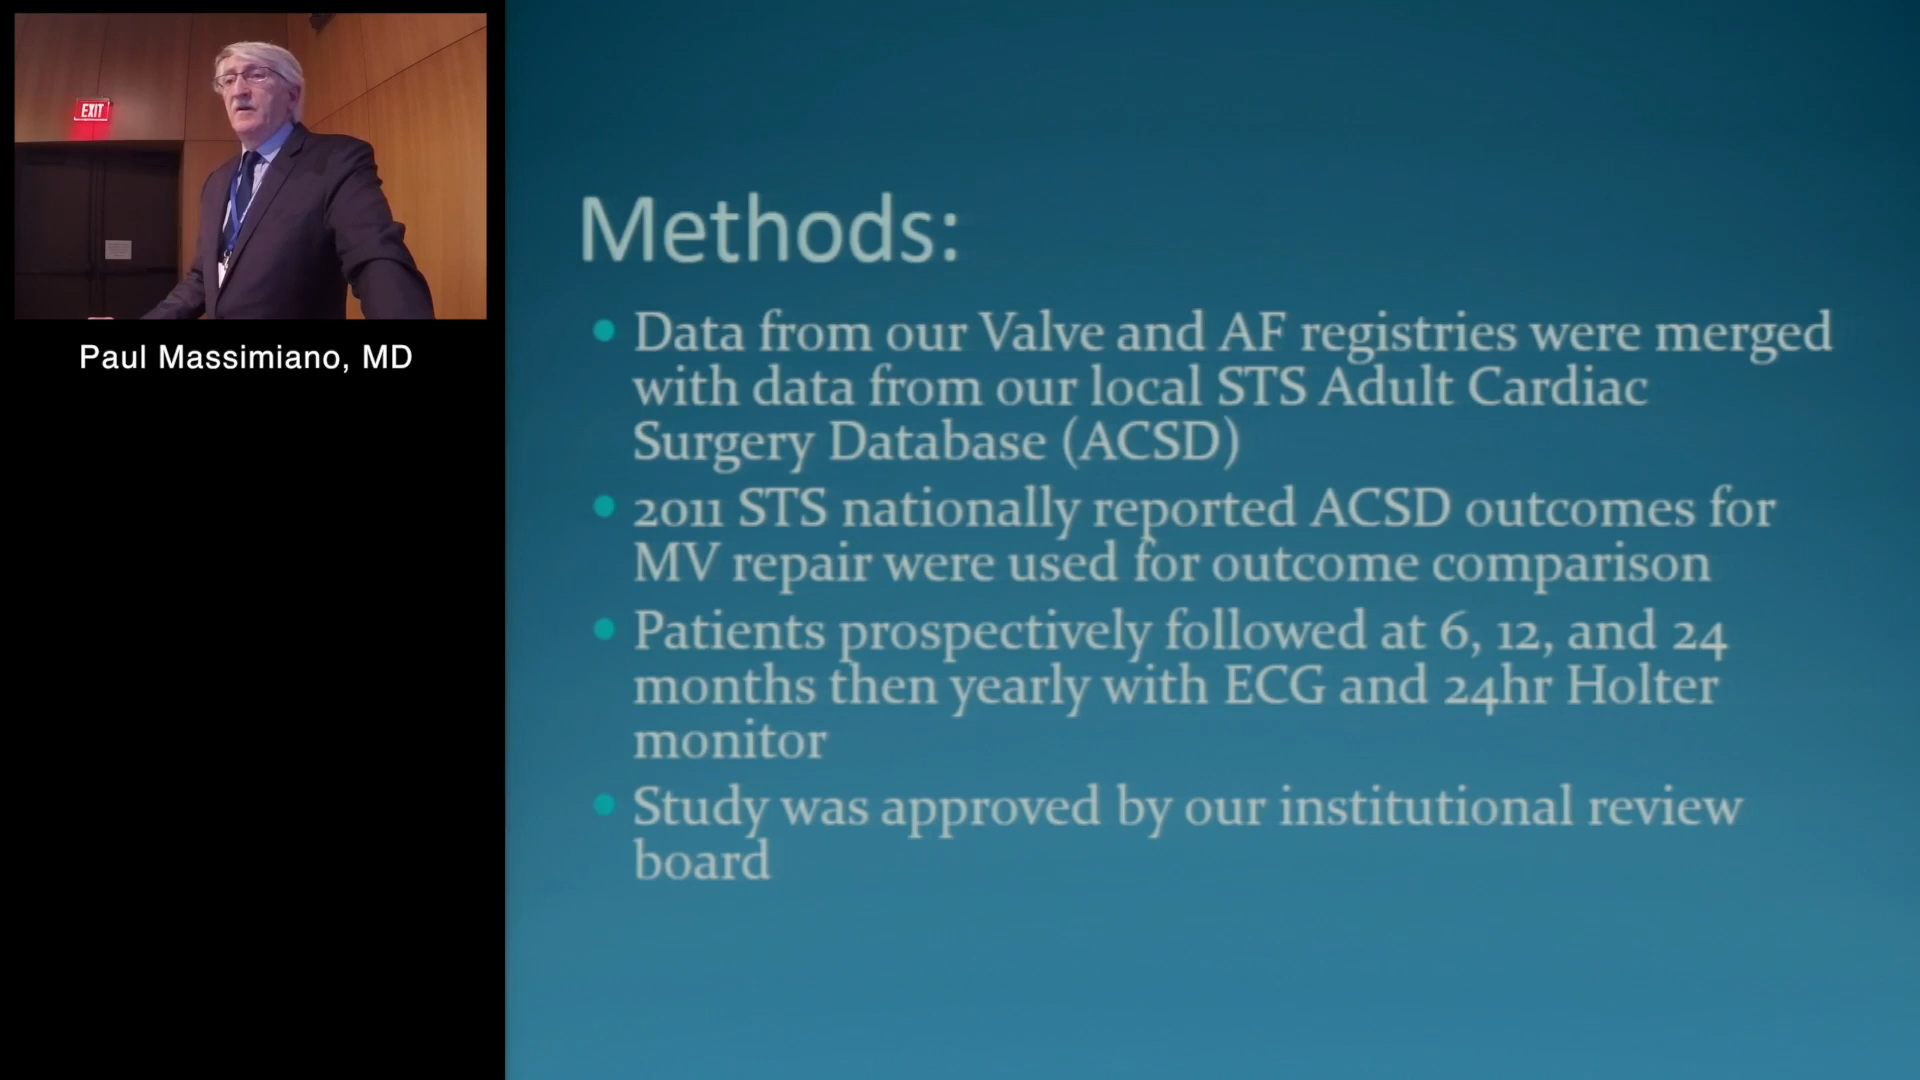 EXIT
Paul Massimiano, MD
Methods:
Data from our Valve and AF registries were merged
with data from our local STS Adult Cardiac
Surgery Database (ACSD)
2011 STS nationally reported ACSD outcomes for
MV repair were used for outcome comparison
Patients prospectively followed at 6, 12, and 24
months then yearly with ECG and 24hr Holter
monitor
Study was approved by our institutional review
board